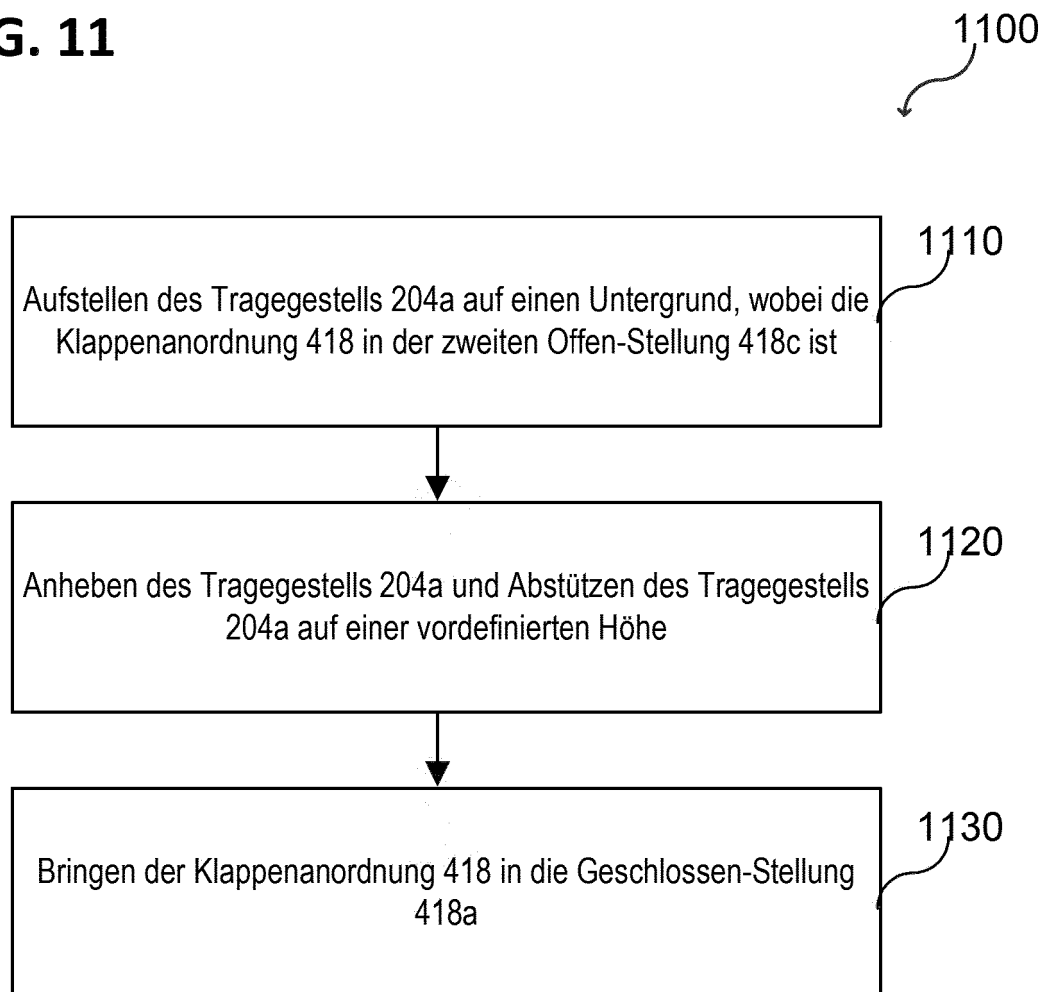 G. 11
1100
1110
Aufstellen des Tragegestells 204a auf einen Untergrund, wobei die
Klappenanordnung 418 in der zweiten Offen-Stellung 418c ist
1120
Anheben des Tragegestells 204a und Abstützen des Tragegestells
204a auf einer vordefinierten Höhe
1130
Bringen der Klappenanordnung 418 in die Geschlossen-Stellung
418a